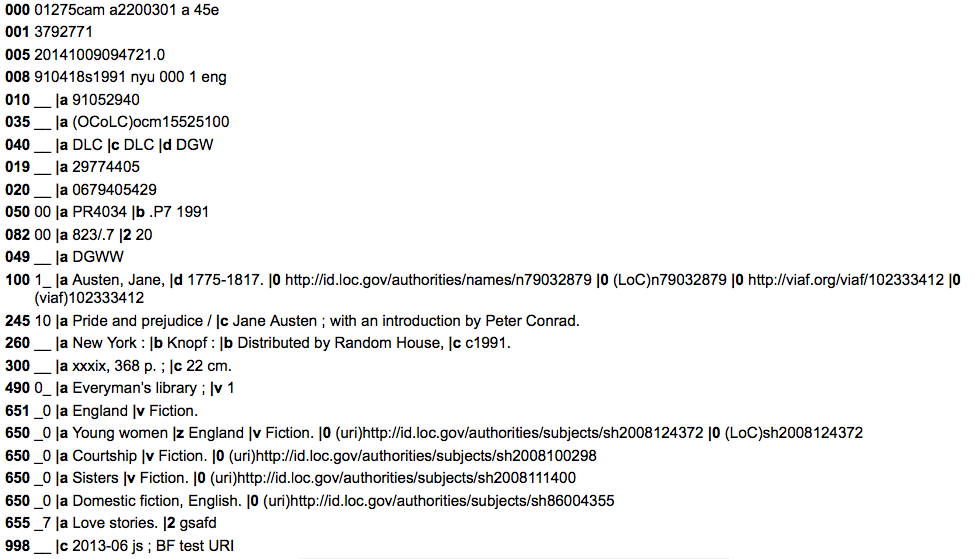 000 01275cam a2200301 a 45e
001 3792771
005 20141009094721.0
008 910418s1991 nyu 000 1 eng
010 __ |a 91052940
035 __ |a (OCoLC)ocm15525100
040 __ |a DLC |c DLC |d DGW
019 __ |a 29774405
020 __ |a 0679405429
050 00 |a PR4034 |b .P7 1991
082 00 |a 823/.7 |2 20
049 __ |a DGWW
100 1_ |a Austen, Jane, |d 1775-1817. |0 http://id.loc.gov/authorities/names/n79032879 |0 (LoC)n79032879 |0 http://viaf.org/viaf/102333412 |0
(viaf)102333412
245 10 |a Pride and prejudice / |c Jane Austen ; with an introduction by Peter Conrad.
260 __ |a New York : |b Knopf : |b Distributed by Random House, |c c1991.
300 __ |a xxxix, 368 p. ; |c 22 cm.
490 0_ |a Everyman’s library ; |v 1
651 _0 |a England |v Fiction.
650 _0 |a Young women |z England |v Fiction. |0 (uri)http://id.loc.gov/authorities/subjects/sh2008124372 |0 (LoC)sh2008124372
650 _0 |a Courtship |v Fiction. |0 (uri)http://id.loc.gov/authorities/subjects/sh2008100298
650 _0 |a Sisters |v Fiction. |0 (uri)http://id.loc.gov/authorities/subjects/sh2008111400
650 _0 |a Domestic fiction, English. |0 (uri)http://id.loc.gov/authorities/subjects/sh86004355
655 _7 |a Love stories. |2 gsafd
998 __ |c 2013-06 js ; BF test URI